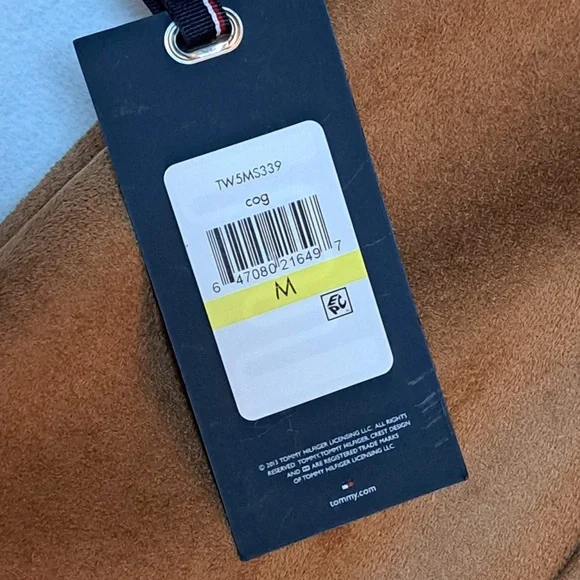 TW5MS339
cog
6 47080 21649 7
M
EPC
© 2013 TOMMY HILFIGER LICENSING LLC. ALL RIGHTS
RESERVED TOMMY, TOMMY HILFIGER, CREST DESIGN
AND ARE REGISTERED TRADE MARKS
OF TOMMY HILFIGER LICENSING LLC.
tommy.com